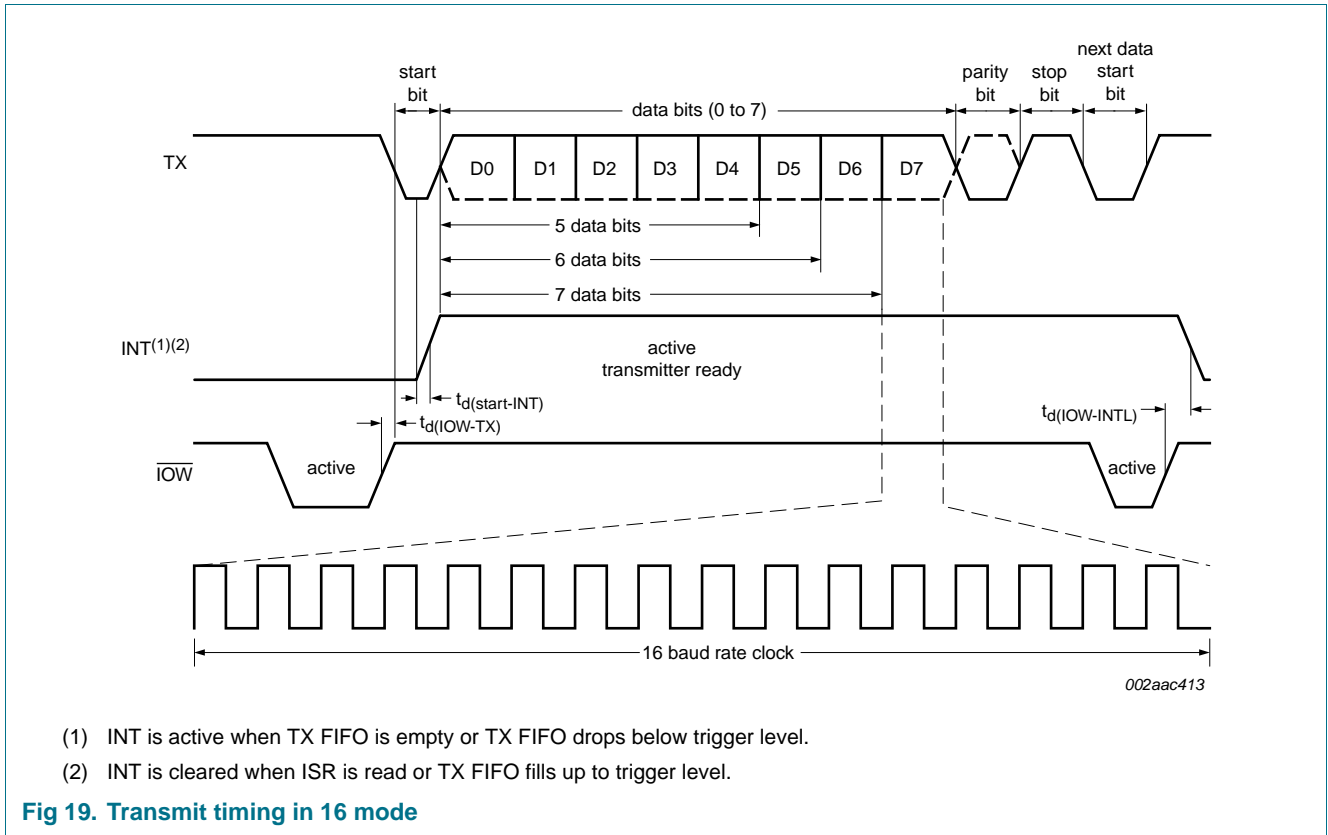 next data
start
bit
start
bit
parity
bit
stop
bit
data bits (0 to 7)
TX
D0 D1 D2 D3 D4 D5 D6 D7
5 data bits
6 data bits
7 data bits
INT(1)(2)
active
transmitter ready
td(start-INT)
td(IOW-TX)
td(IOW-INTL)
IOW
active
active
16 baud rate clock
002aac413
(1) INT is active when TX FIFO is empty or TX FIFO drops below trigger level.
(2) INT is cleared when ISR is read or TX FIFO fills up to trigger level.
Fig 19. Transmit timing in 16 mode